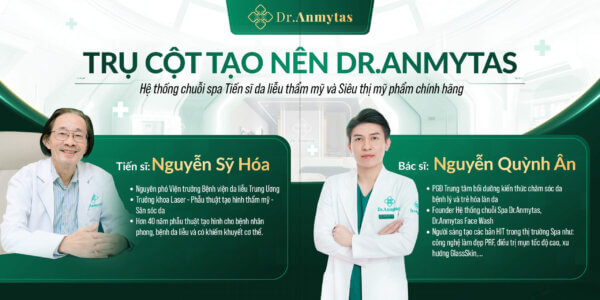 Dr.Anmytas
TRỤ CỘT TẠO NÊN DR.ANMYTAS
Hệ thống chuỗi spa Tiến sĩ da liễu thẩm mỹ và Siêu thị mỹ phẩm chính hãng
Tiến sĩ: Nguyễn Sỹ Hóa
• Nguyên phó Viện trưởng Bệnh viện da liễu Trung Ương
• Trưởng khoa Laser - Phẫu thuật tạo hình thẩm mỹ -
Săn sóc da
• Hơn 40 năm phẫu thuật tạo hình cho bệnh nhân
phong, bệnh da liễu và có khiếm khuyết cơ thể.
Bác sĩ: Nguyễn Quỳnh Ân
• PGĐ Trung tâm bồi dưỡng kiến thức chăm sóc da
bệnh lý và trẻ hóa làn da
• Founder Hệ thống chuỗi Spa Dr.Anmytas,
Dr.Anmytas Face Wash
• Người sáng tạo các bản HIT trong thị trường Spa như:
công nghệ làm đẹp PRF, điều trị mụn tốc độ cao, xu
hướng GlassSkin,...
Dr.Anmytas